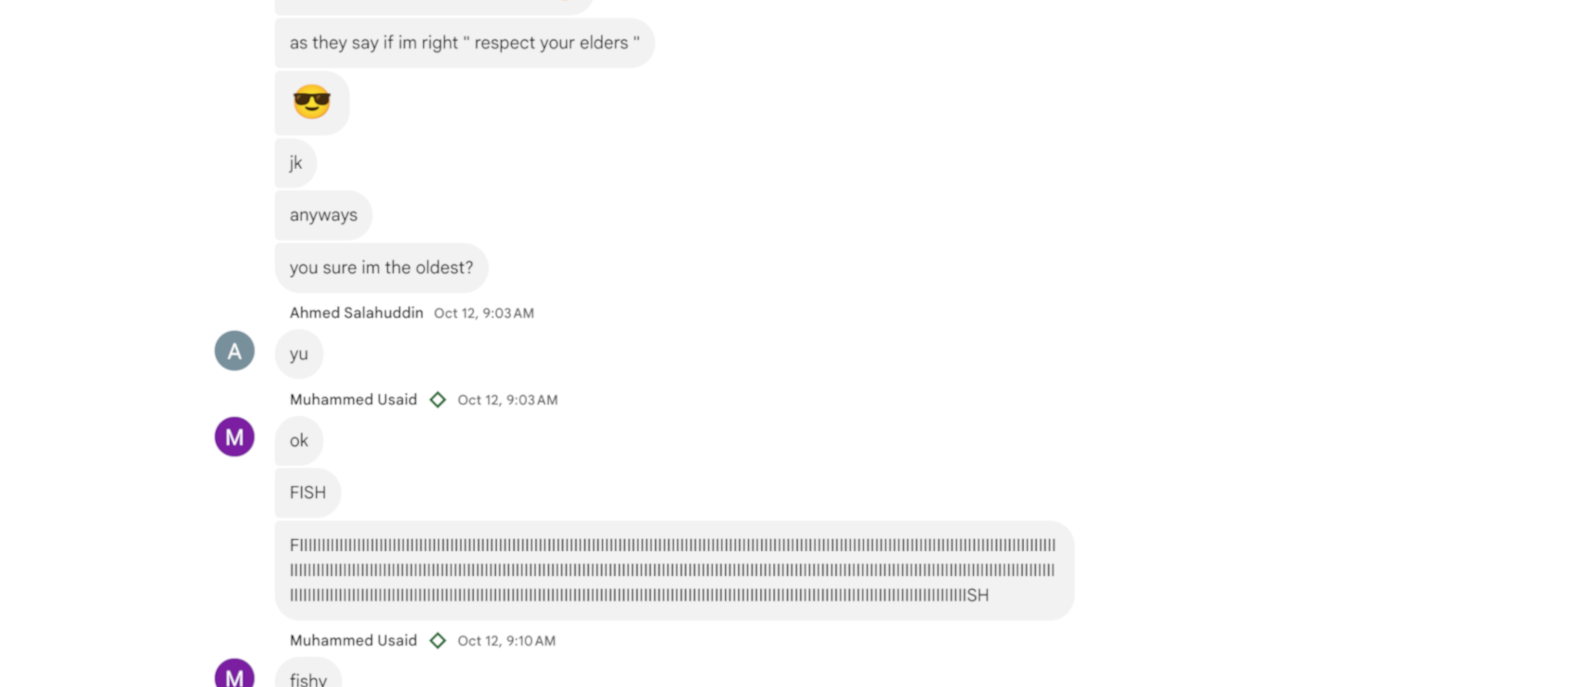 as they say if im right " respect your elders "
😎
jk
anyways
you sure im the oldest?
Ahmed Salahuddin Oct 12, 9:03 AM
A
yu
Muhammed Usaid Oct 12, 9:03 AM
M
ok
FISH
Muhammed Usaid Oct 12, 9:10 AM
M
fishy